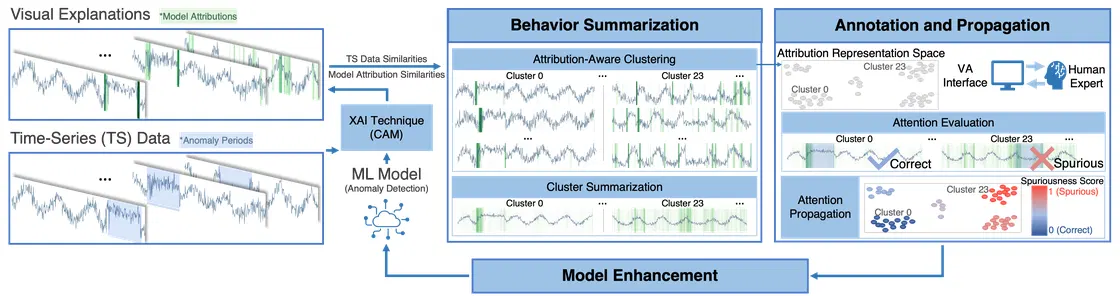 Visual Explanations *Model Attributions
...
Time-Series (TS) Data *Anomaly Periods
...
TS Data Similarities
Model Attribution Similarities
XAI Technique
(CAM)
ML Model
(Anomaly Detection)
Behavior Summarization
Attribution-Aware Clustering
Cluster 0 ... Cluster 23 ...
...
Cluster Summarization
Cluster 0 ... Cluster 23 ...
Annotation and Propagation
Attribution Representation Space
Cluster 23
Cluster 0
VA
Interface
Human
Expert
Attention Evaluation
Cluster 0 ... Cluster 23 ...
Correct
Spurious
Attention
Propagation
Cluster 23
Cluster 0
Spuriousness Score
1 (Spurious)
0 (Correct)
Model Enhancement